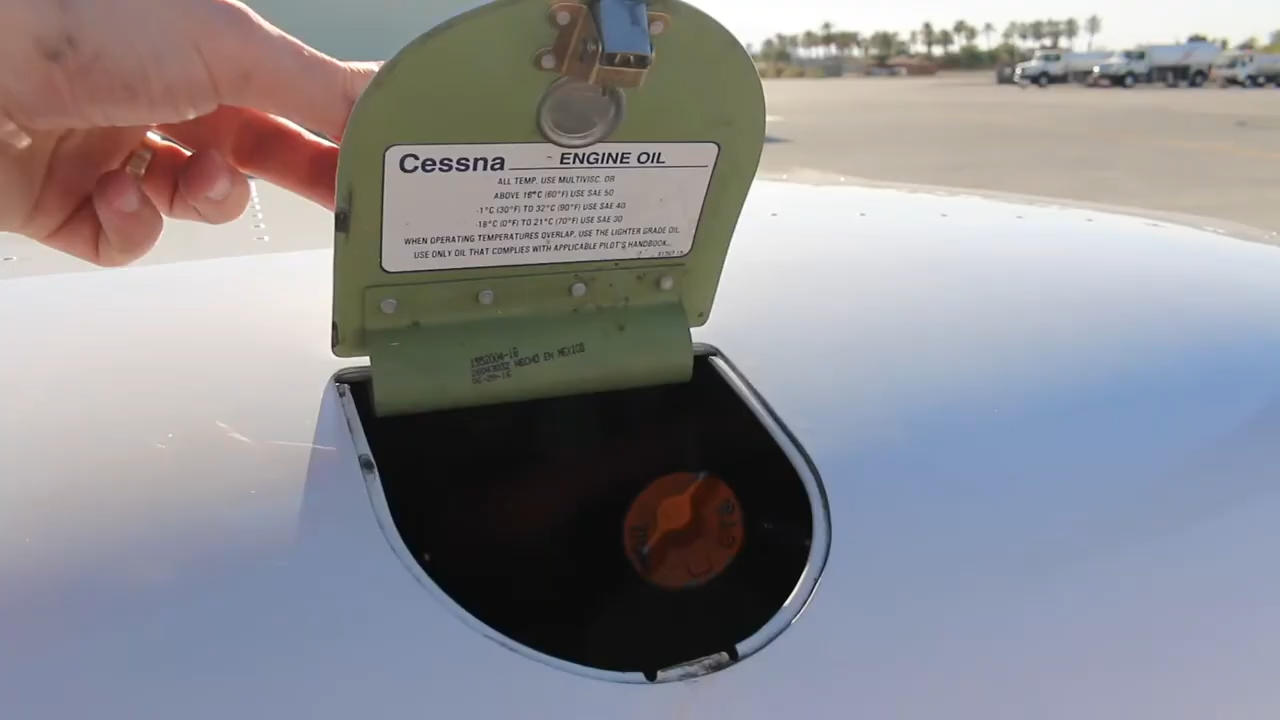 Cessna ENGINE OIL
ALL TEMP. USE MULTIVISC. OR
ABOVE 16°C (60°F) USE SAE 50
-1°C (30°F) TO 32°C (90°F) USE SAE 40
-18°C (0°F) TO 21°C (70°F) USE SAE 30
WHEN OPERATING TEMPERATURES OVERLAP, USE THE LIGHTER GRADE OIL
USE ONLY OIL THAT COMPLIES WITH APPLICABLE PILOT'S HANDBOOK
HECHO EN MEXICO